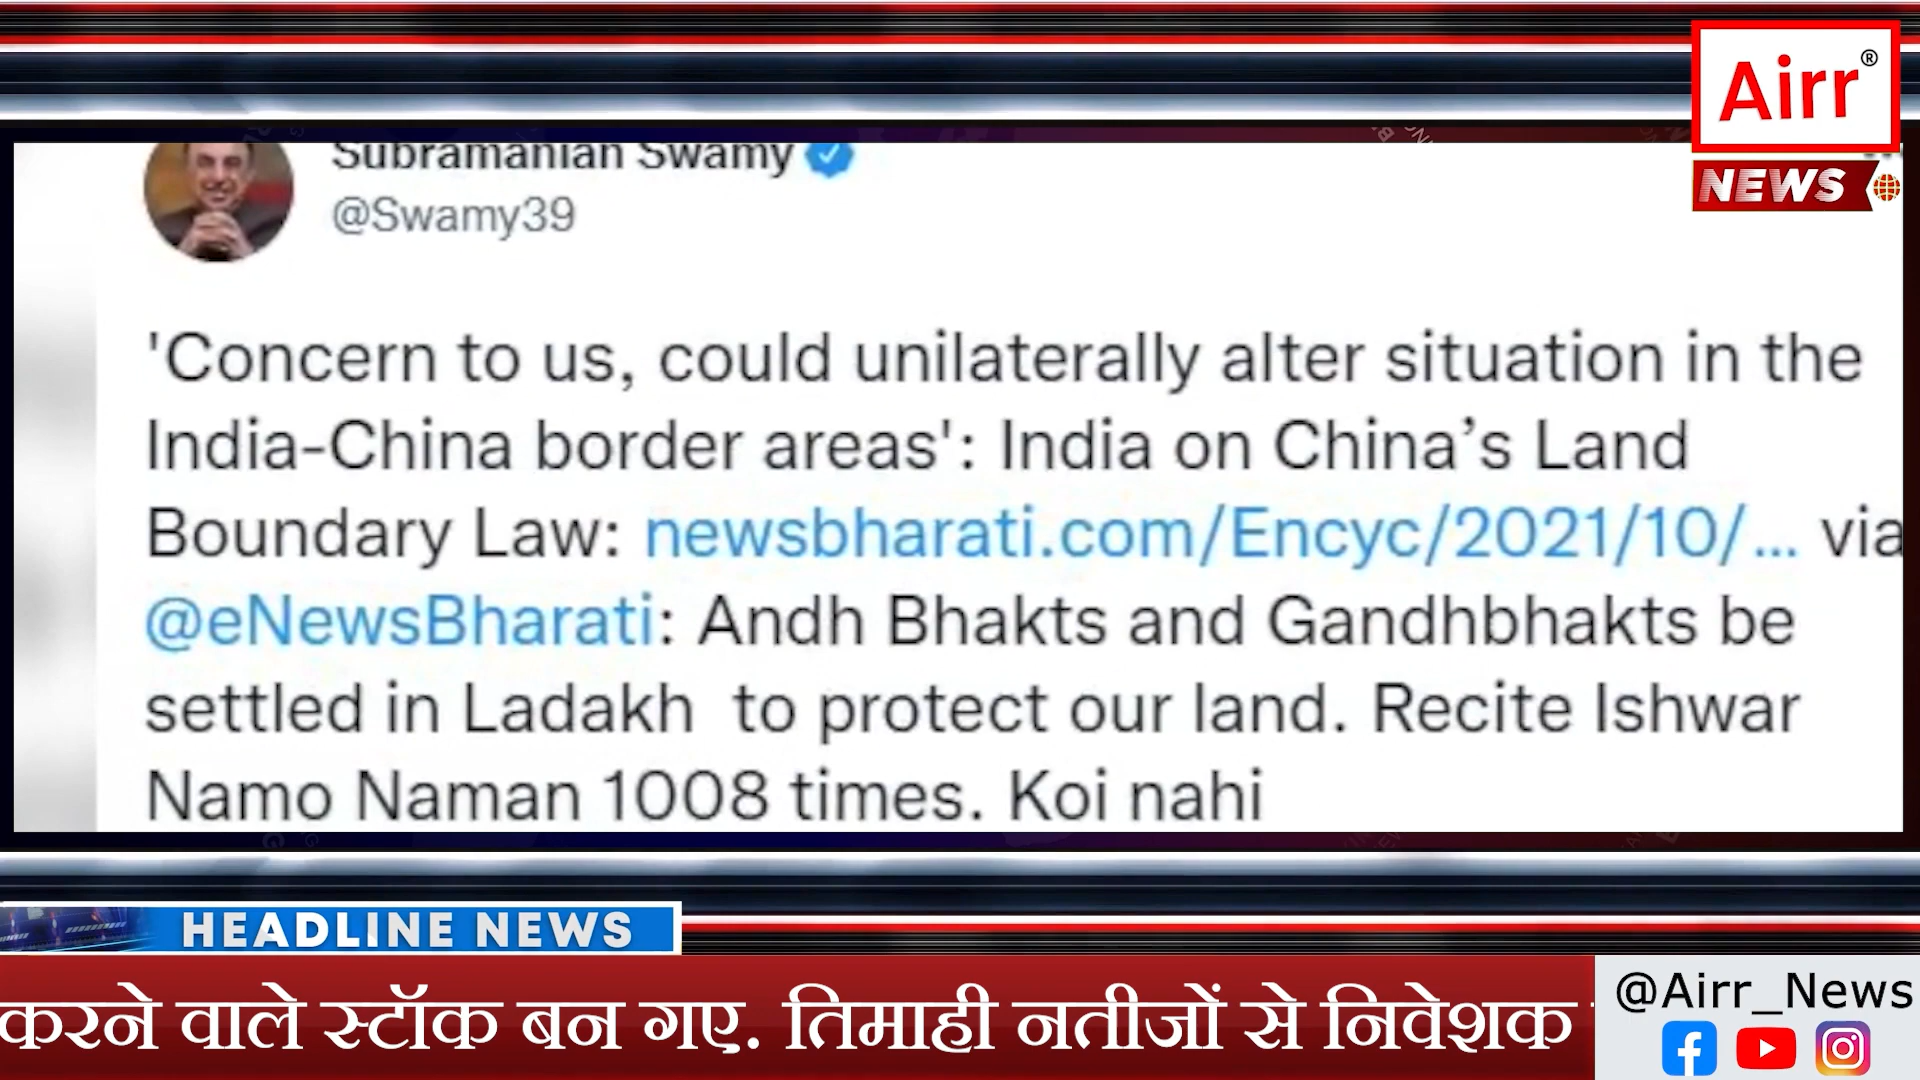 Airr®
NEWS
Subramanian Swamy
@Swamy39
'Concern to us, could unilaterally alter situation in the
India-China border areas': India on China’s Land
Boundary Law: newsbharati.com/Encyc/2021/10/... via
@eNewsBharati: Andh Bhakts and Gandhbhakts be
settled in Ladakh to protect our land. Recite Ishwar
Namo Naman 1008 times. Koi nahi
HEADLINE NEWS
करने वाले स्टॉक बन गए. तिमाही नतीजों से निवेशक
@Airr_News